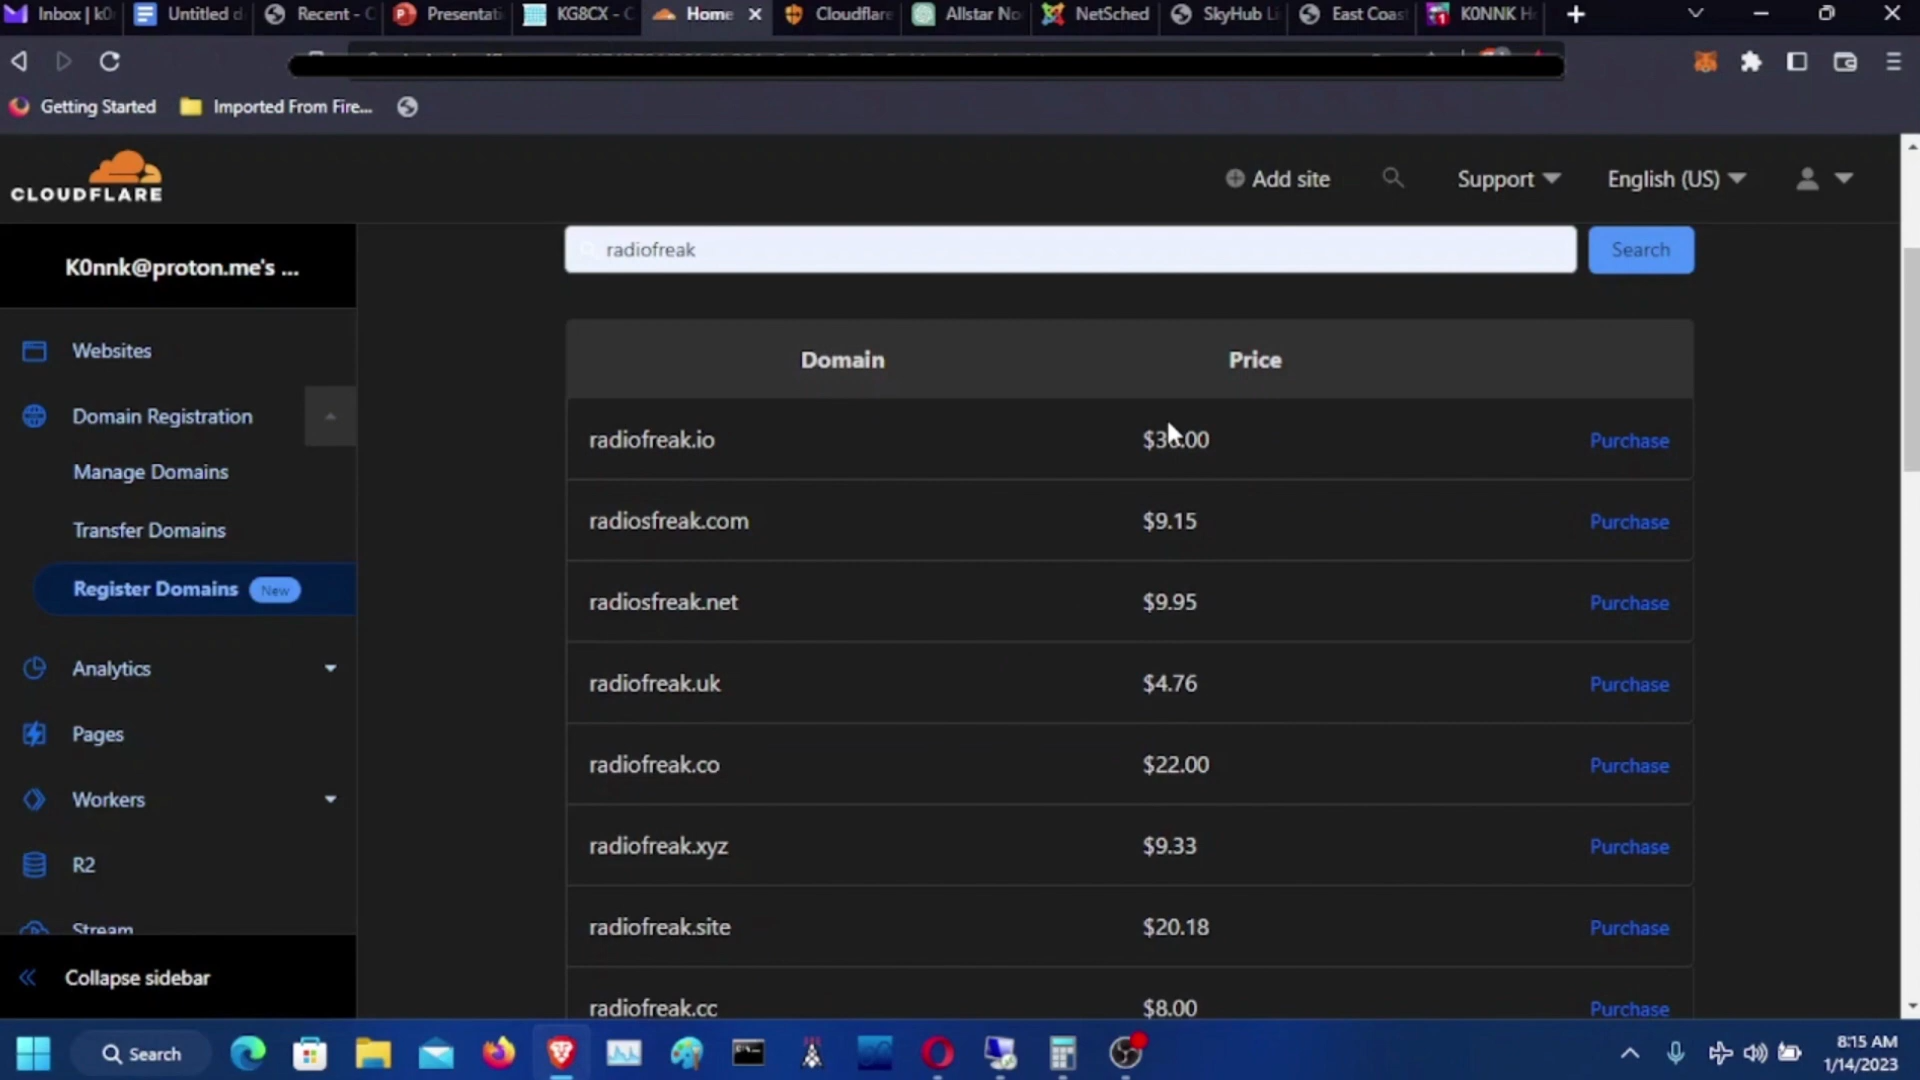 Inbox | k0
Untitled d
Recent - C
Presentati
KG8CX - C
Home
Cloudflare
Allstar No
NetSched
SkyHub Li
East Coas
K0NNK H
Getting Started
Imported From Fire...
CLOUDFLARE
Add site
Support
English (US)
K0nnk@proton.me's ...
radiofreak
Search
Websites
Domain Registration
Manage Domains
Transfer Domains
Register Domains New
Analytics
Pages
Workers
R2
Stream
Collapse sidebar
Domain Price
radiofreak.io Purchase
radiosfreak.com $9.15 Purchase
radiosfreak.net $9.95 Purchase
radiofreak.uk $4.76 Purchase
radiofreak.co $22.00 Purchase
radiofreak.xyz $9.33 Purchase
radiofreak.site $20.18 Purchase
radiofreak.cc $8.00 Purchase
Search
8:15 AM
1/14/2023